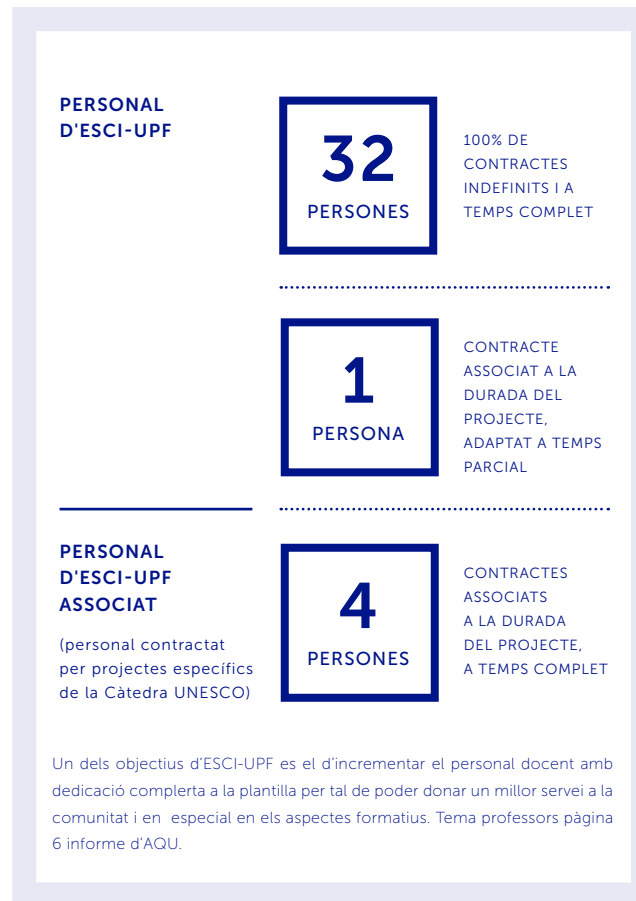 PERSONAL
D'ESCI-UPF
32
PERSONES
100% DE
CONTRACTES
INDEFINITS I A
TEMPS COMPLET
1
PERSONA
CONTRACTE
ASSOCIAT A LA
DURADA DEL
PROJECTE,
ADAPTAT A TEMPS
PARCIAL
PERSONAL
D'ESCI-UPF
ASSOCIAT
(personal contractat
per projectes específics
de la Càtedra UNESCO)
4
PERSONES
CONTRACTES
ASSOCIATS
A LA DURADA
DEL PROJECTE,
A TEMPS COMPLET
Un dels objectius d'ESCI-UPF es el d'incrementar el personal docent amb
dedicació complerta a la plantilla per tal de poder donar un millor servei a la
comunitat i en especial en els aspectes formatius. Tema professors pàgina
6 informe d'AQU.